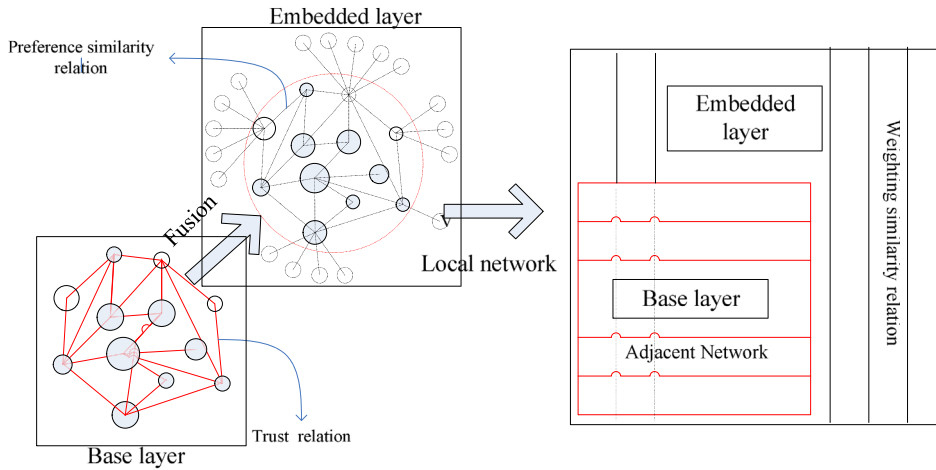 Embedded layer
Preference similarity
relation
Fusion
Base layer
Trust relation
Local network
v
Embedded
layer
Base layer
Adjacent Network
Weighting similarity relation